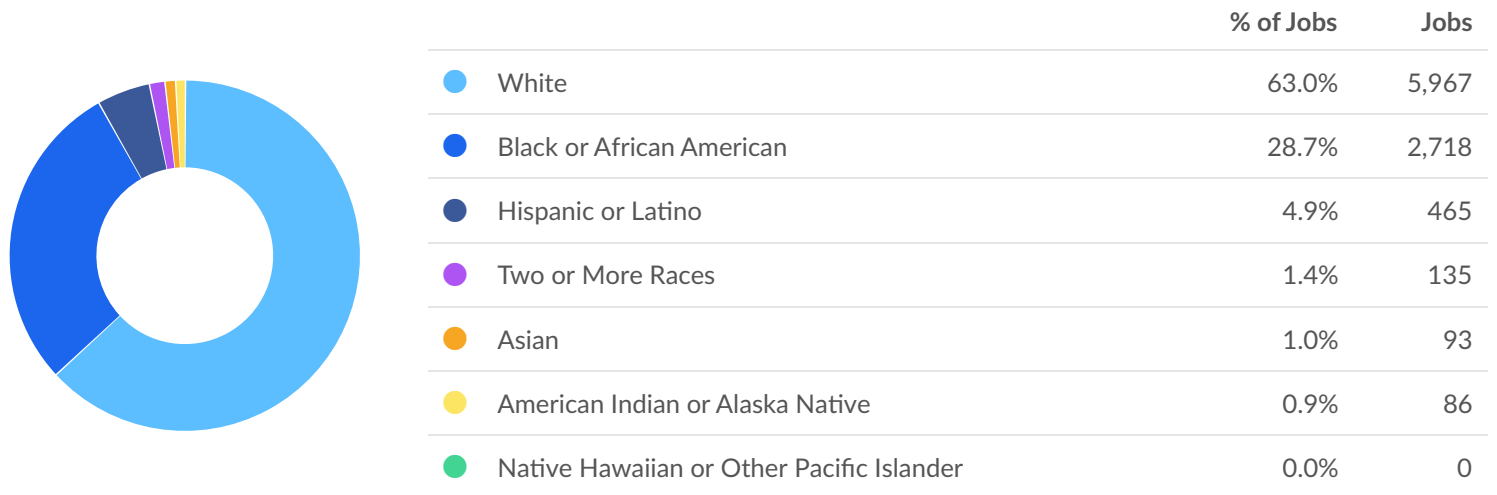 % of Jobs Jobs
White 63.0% 5,967
Black or African American 28.7% 2,718
Hispanic or Latino 4.9% 465
Two or More Races 1.4% 135
Asian 1.0% 93
American Indian or Alaska Native 0.9% 86
Native Hawaiian or Other Pacific Islander 0.0% 0